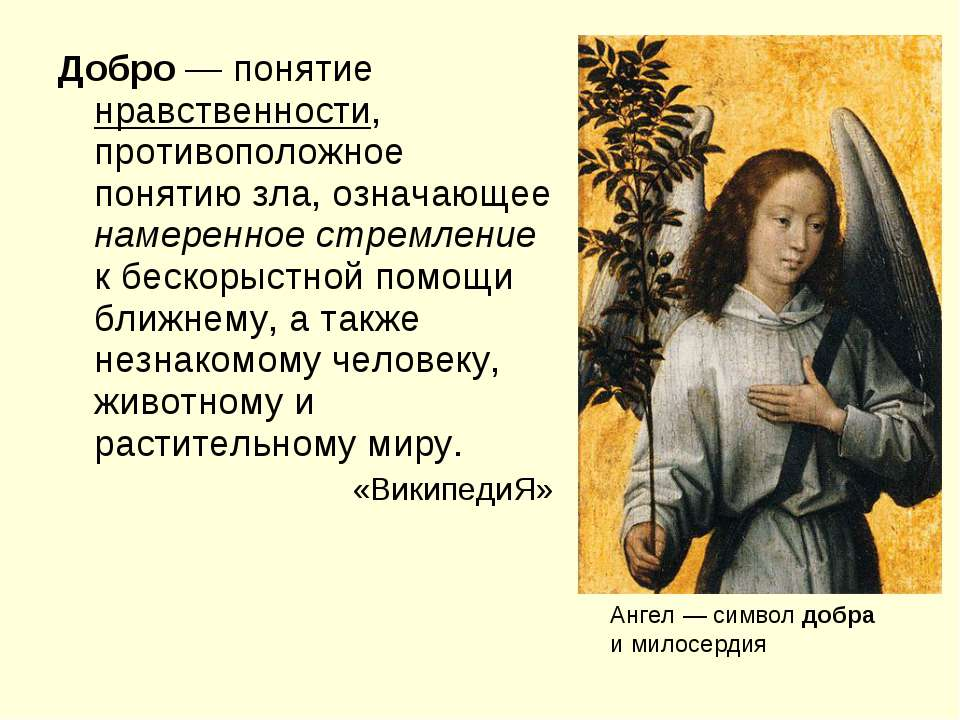 Добро — понятие
нравственности,
противоположное
понятию зла, означающее
намеренное стремление
к бескорыстной помощи
ближнему, а также
незнакомому человеку,
животному и
растительному миру.
«ВикипедиЯ»
Ангел — символ добра
и милосердия